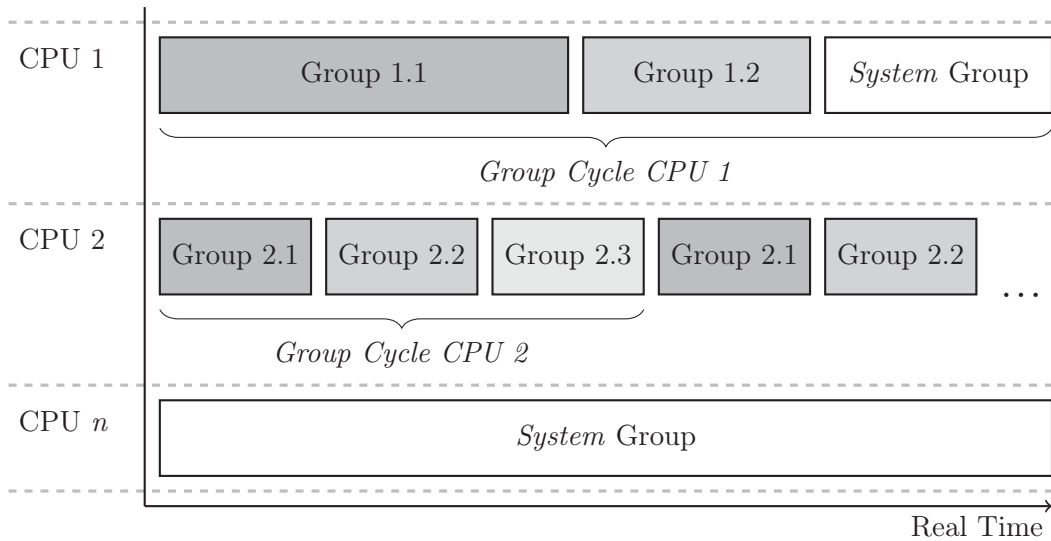 CPU 1
Group 1.1
Group 1.2
System Group
Group Cycle CPU 1
CPU 2
Group 2.1
Group 2.2
Group 2.3
Group 2.1
Group 2.2
...
Group Cycle CPU 2
CPU n
System Group
Real Time